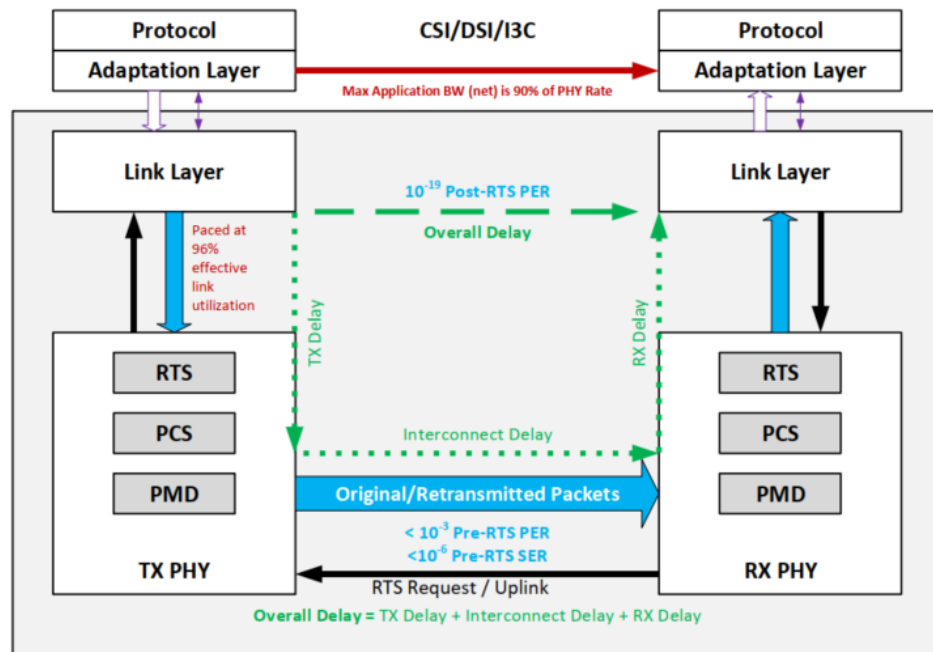 Protocol
CSI/DSI/I3C
Protocol
Adaptation Layer
Adaptation Layer
Max Application BW (net) is 90% of PHY Rate
Link Layer
Link Layer
10^-19 Post-RTS PER
Overall Delay
Paced at
96%
effective
link
utilization
TX Delay
RX Delay
RTS
PCS
PMD
TX PHY
Interconnect Delay
Original/Retransmitted Packets
< 10^-3 Pre-RTS PER
<10^-6 Pre-RTS SER
RTS Request / Uplink
RTS
PCS
PMD
RX PHY
Overall Delay = TX Delay + Interconnect Delay + RX Delay